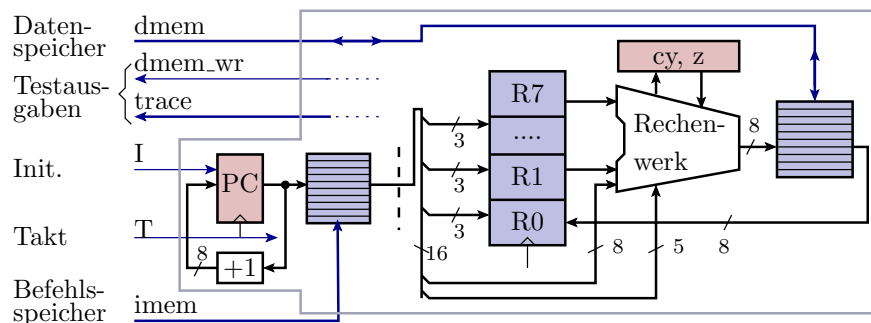 Daten-
speicher
dmem
Testaus-
gaben
dmem_wr
trace
Init.
I
Takt
T
Befehls-
speicher
imem
PC
+1
8
16
3
3
3
R7
....
R1
R0
cy, z
Rechen-
werk
8
8
5
8